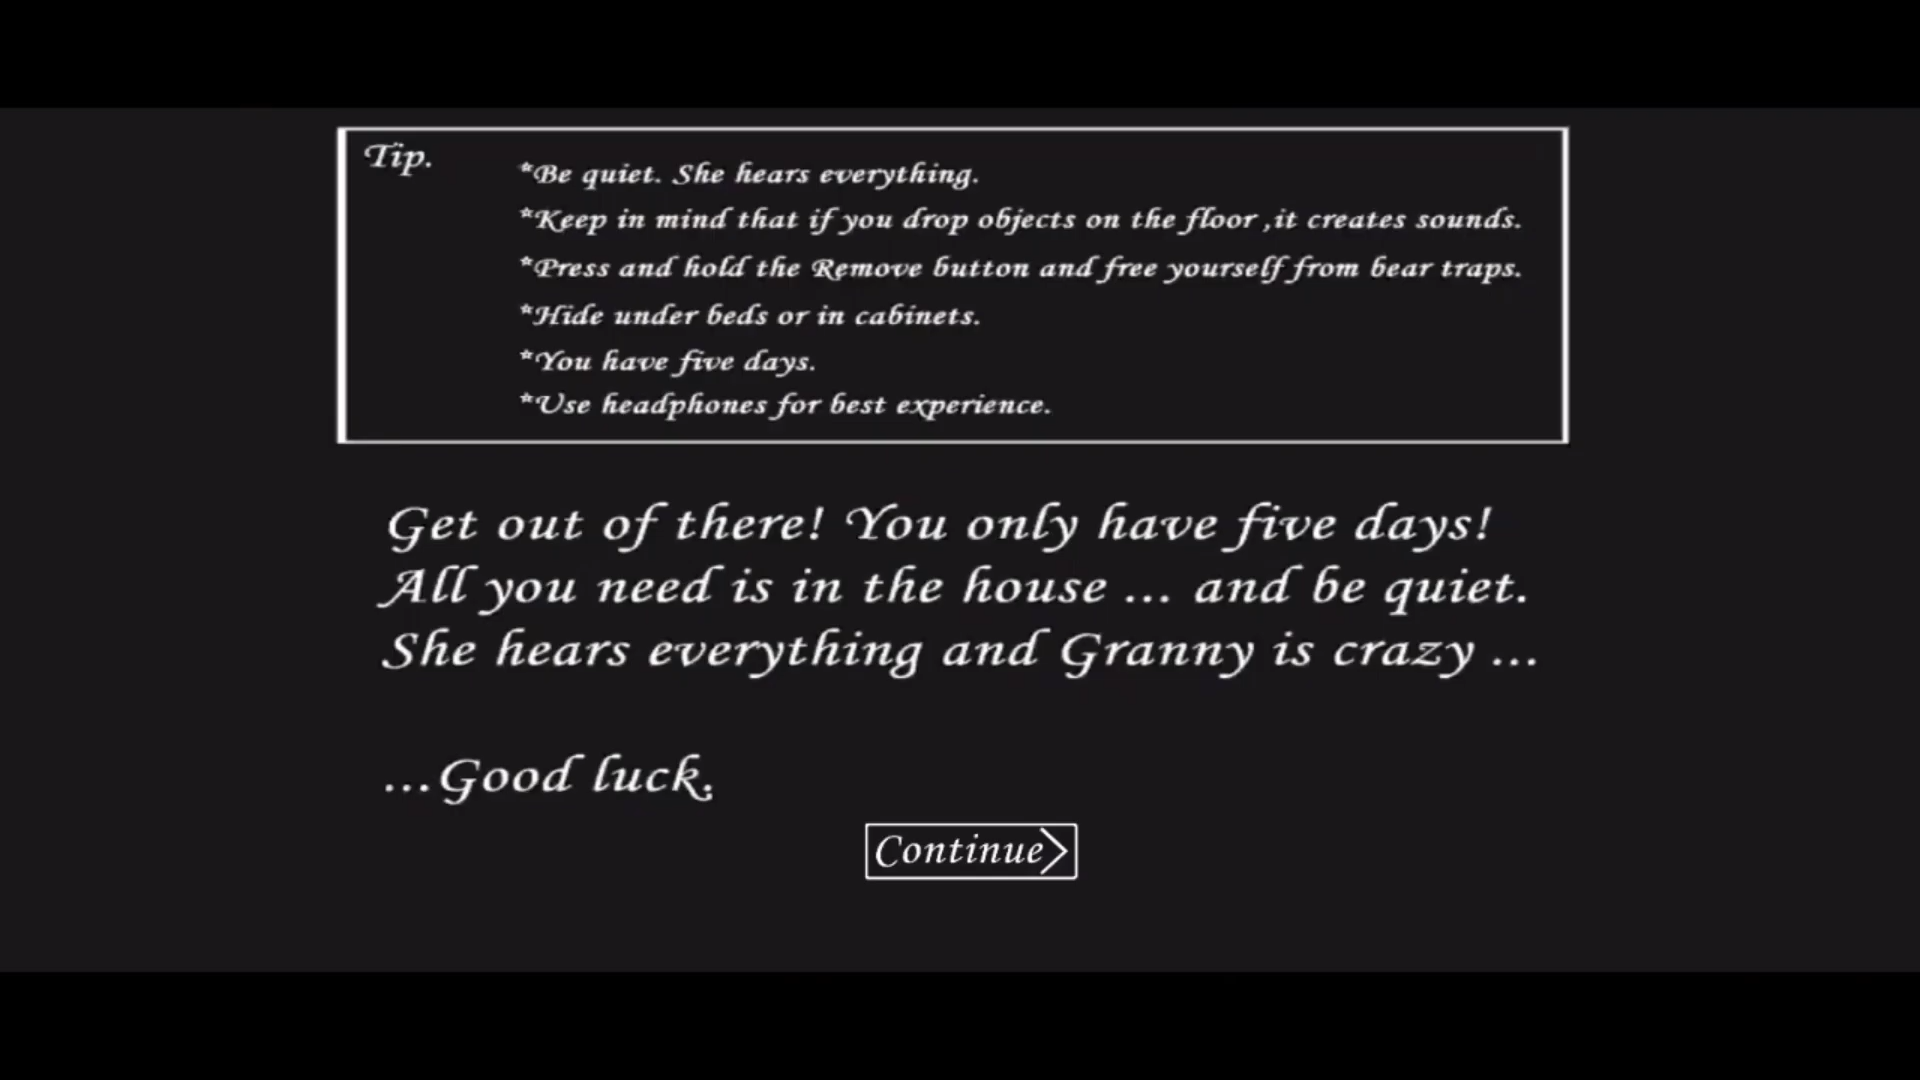 Tip.
*Be quiet. She hears everything.
*Keep in mind that if you drop objects on the floor ,it creates sounds.
*Press and hold the Remove button and free yourself from bear traps.
*Hide under beds or in cabinets.
*You have five days.
*Use headphones for best experience.
Get out of there! You only have five days!
All you need is in the house ... and be quiet.
She hears everything and Granny is crazy ...
...Good luck.
Continue>